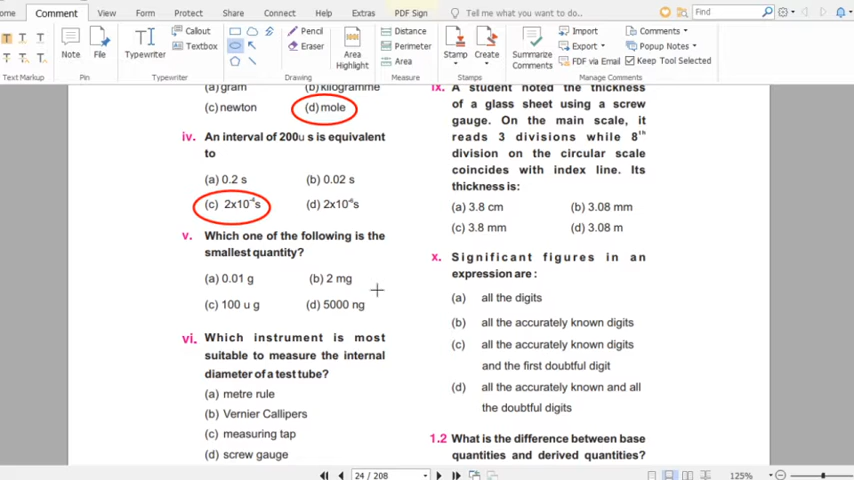 Comment View Form Protect Share Connect Help Extras PDF Sign Tell me what you want to do... Find
Note File
Pin
Typewriter
Callout
Textbox
Typewriter
Pencil
Eraser
Area
Highlight
Drawing
Distance
Perimeter
Area
Measure
Stamp Create
Stamp
Summarize
Comments
Import
Export
FDF via Email
Comments
Popup Notes
Keep Tool Selected
Manage Comments
Text Markup
(a) gram (b) kilogramme
(c) newton (d) mole
iv. An interval of 200u s is equivalent
to
(a) 0.2 s (b) 0.02 s
(c) 2x10⁻⁴s (d) 2x10⁻⁶s
v. Which one of the following is the
smallest quantity?
(a) 0.01 g (b) 2 mg
(c) 100 u g (d) 5000 ng
vi. Which instrument is most
suitable to measure the internal
diameter of a test tube?
(a) metre rule
(b) Vernier Callipers
(c) measuring tap
(d) screw gauge
ix. A student noted the thickness
of a glass sheet using a screw
gauge. On the main scale, it
reads 3 divisions while 8th
division on the circular scale
coincides with index line. Its
thickness is:
(a) 3.8 cm (b) 3.08 mm
(c) 3.8 mm (d) 3.08 m
x. Significant figures in an
expression are :
(a) all the digits
(b) all the accurately known digits
(c) all the accurately known digits
and the first doubtful digit
(d) all the accurately known and all
the doubtful digits
1.2 What is the difference between base
quantities and derived quantities?
24 / 208
125%